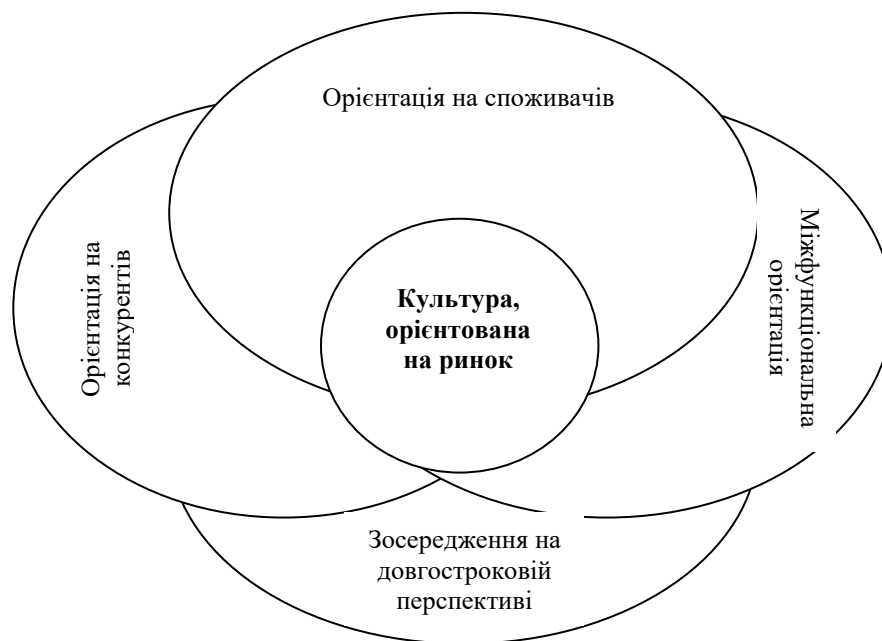 Орієнтація на споживачів
Орієнтація на
конкурентів
Культура,
орієнтована
на ринок
Міжфункціональна
орієнтація
Зосередження на
довгостроковій
перспективі